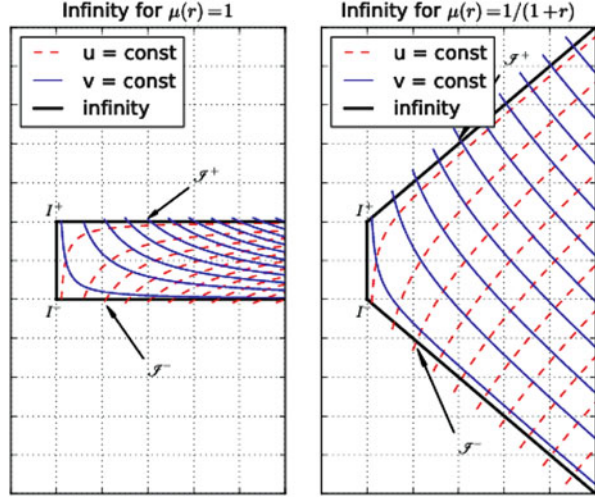 Infinity for μ(r)=1
u = const
v = const
infinity
𝒥⁺
I⁺
I⁻
𝒥⁻
Infinity for μ(r)=1/(1+r)
u = const
v = const
infinity
𝒥⁺
I⁺
I⁻
𝒥⁻